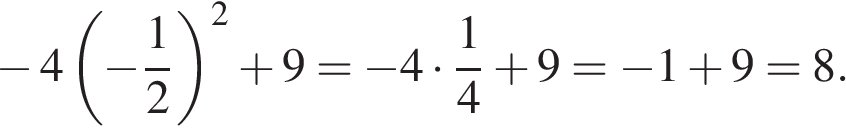 −4(−1/2)² + 9 = −4 · 1/4 + 9 = −1 + 9 = 8.